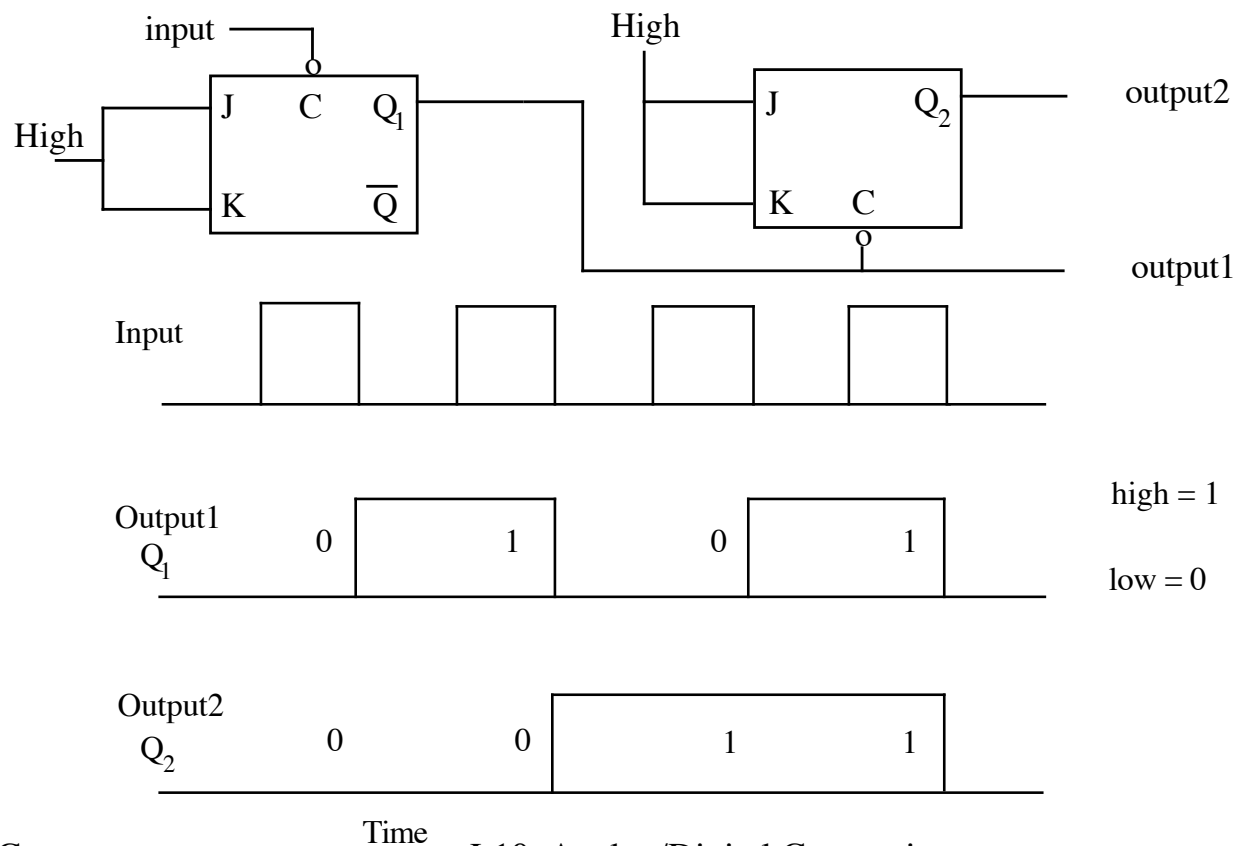 input
High
J C Q1
High
K Q̅
J Q2
K C
output2
output1
Input
Output1
Q1
0 1 0 1
high = 1
low = 0
Output2
Q2
0 0 1 1
Time